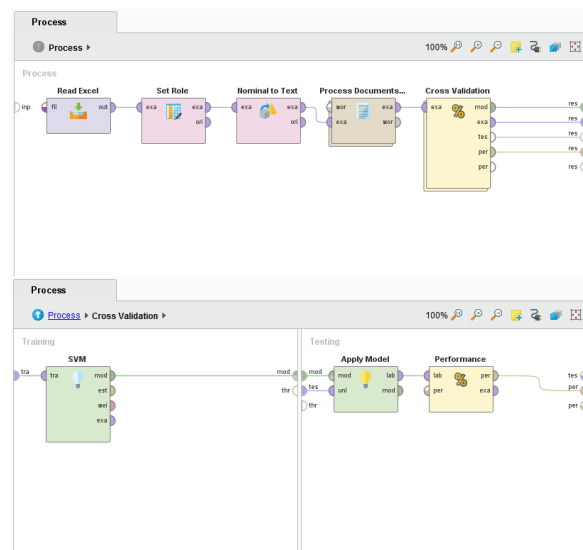 Process
Process
100%
Process
Read Excel
Set Role
Nominal to Text
Process Documents...
Cross Validation
inp
fil
out
exa
exa
ori
exa
exa
ori
wor
exa
exa
wor
exa
mod
exa
tes
per
per
res
res
res
res
Process
Process
Cross Validation
100%
Training
Testing
SVM
Apply Model
Performance
tra
tra
mod
est
wei
exa
mod
thr
mod
tes
thr
mod
unl
lab
mod
lab
per
per
exa
tes
per
per